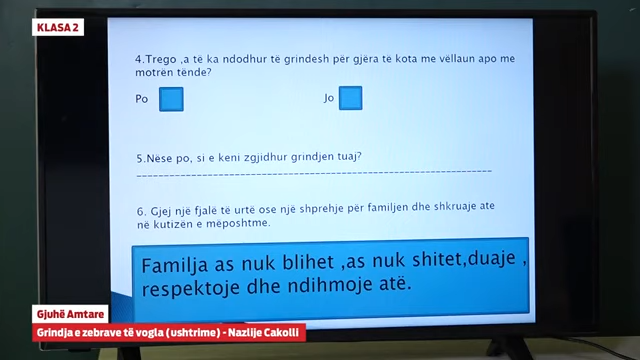 KLASA 2
4.Trego ,a të ka ndodhur të grindesh për gjëra të kota me vëllaun apo me
motrën tënde?
Po Jo
5.Nëse po, si e keni zgjidhur grindjen tuaj?
6. Gjej një fjalë të urtë ose një shprehje për familjen dhe shkruaje atë
në kutizën e mëposhtme.
Familja as nuk blihet ,as nuk shitet,duaje ,
respektoje dhe ndihmoje atë.
Gjuhë Amtare
Grindja e zebrave të vogla (ushtrime) - Nazlije Cakolli